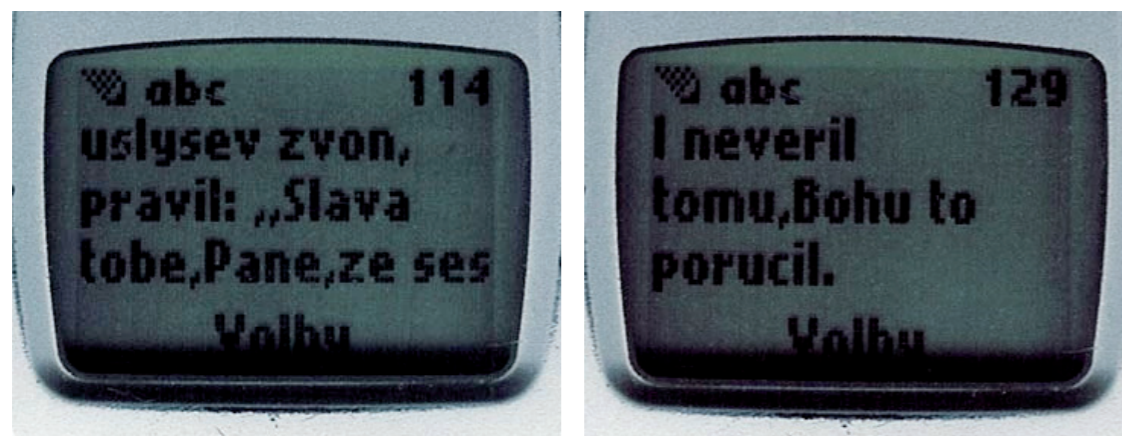 abc 114
uslysev zvon,
pravil: ,,Slava
tobe,Pane,ze ses
Volby
abc 129
I neveril
tomu,Bohu to
porucil.
Volby